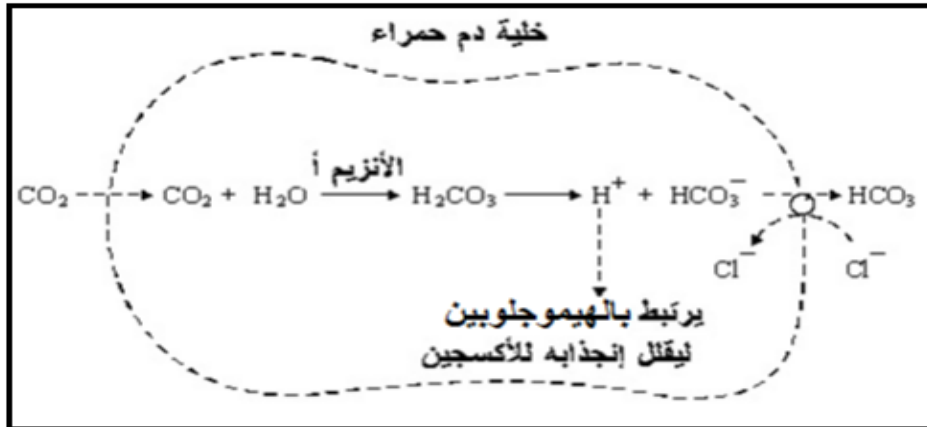 خلية دم حمراء
الأنزيم أ
CO₂ CO₂ + H₂O H₂CO₃ H⁺ + HCO₃⁻ HCO₃
Cl⁻ Cl⁻
يرتبط بالهيموجلوبين
ليقلل إنجذابه للأكسجين